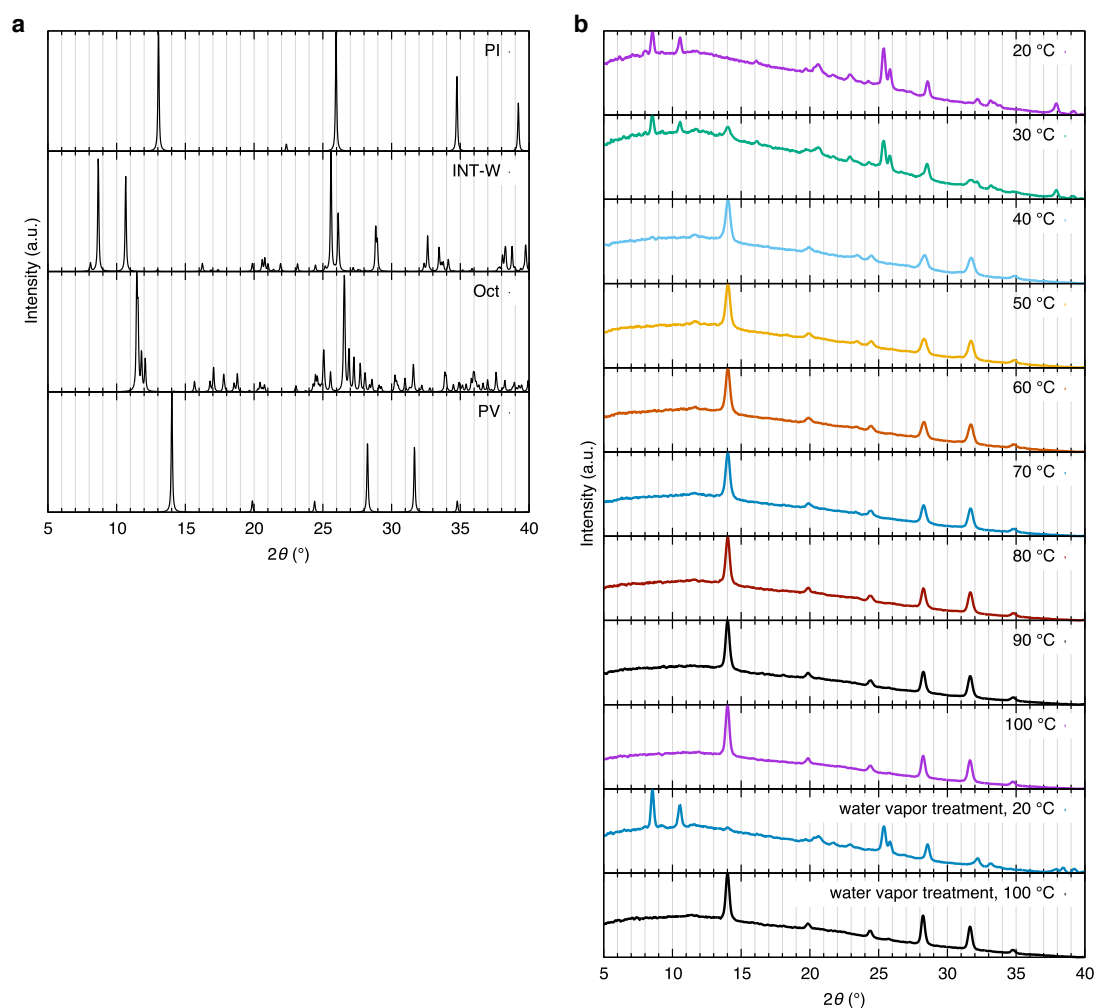 a
PI
INT-W
Oct
PV
Intensity (a.u.)
5 10 15 20 25 30 35 40
2θ (°)
b
20 °C
30 °C
40 °C
50 °C
60 °C
70 °C
80 °C
90 °C
100 °C
water vapor treatment, 20 °C
water vapor treatment, 100 °C
Intensity (a.u.)
5 10 15 20 25 30 35 40
2θ (°)